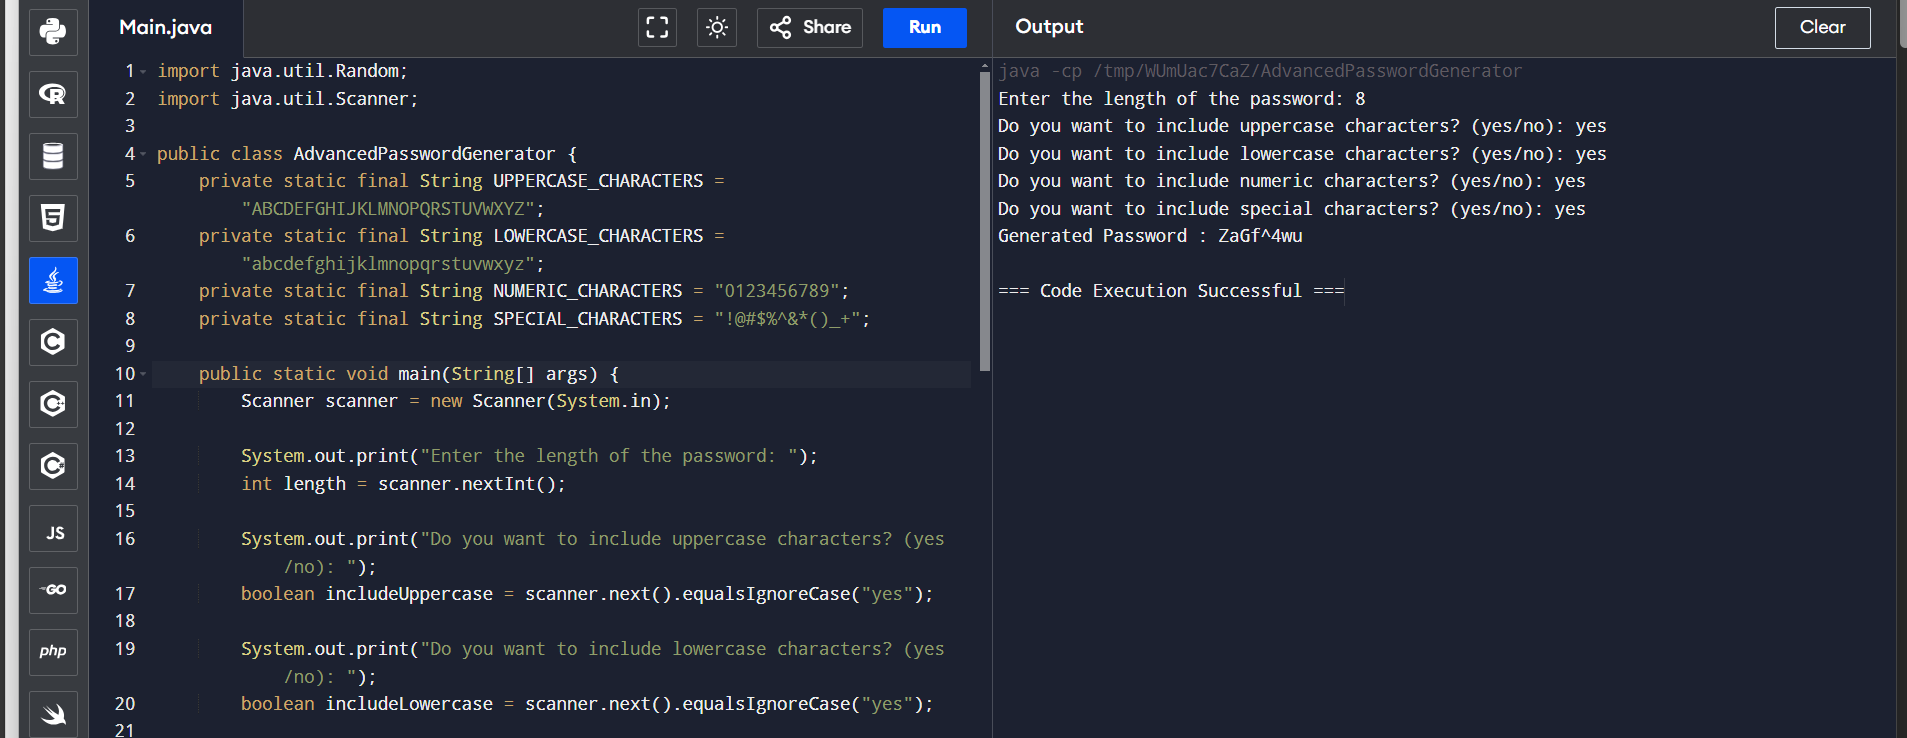 Main.java
Share
Run
Output
Clear
1 import java.util.Random;
2 import java.util.Scanner;
3
4 public class AdvancedPasswordGenerator {
5 private static final String UPPERCASE_CHARACTERS =
"ABCDEFGHIJKLMNOPQRSTUVWXYZ";
6 private static final String LOWERCASE_CHARACTERS =
"abcdefghijklmnopqrstuvwxyz";
7 private static final String NUMERIC_CHARACTERS = "0123456789";
8 private static final String SPECIAL_CHARACTERS = "!@#$%^&*()_+";
9
10 public static void main(String[] args) {
11 Scanner scanner = new Scanner(System.in);
12
13 System.out.print("Enter the length of the password: ");
14 int length = scanner.nextInt();
15
16 System.out.print("Do you want to include uppercase characters? (yes
/no): ");
17 boolean includeUppercase = scanner.next().equalsIgnoreCase("yes");
18
19 System.out.print("Do you want to include lowercase characters? (yes
/no): ");
20 boolean includeLowercase = scanner.next().equalsIgnoreCase("yes");
21
java -cp /tmp/WUmUac7CaZ/AdvancedPasswordGenerator
Enter the length of the password: 8
Do you want to include uppercase characters? (yes/no): yes
Do you want to include lowercase characters? (yes/no): yes
Do you want to include numeric characters? (yes/no): yes
Do you want to include special characters? (yes/no): yes
Generated Password : ZaGf^4wu
=== Code Execution Successful ===
R
5
C
C++
C#
JS
GO
php